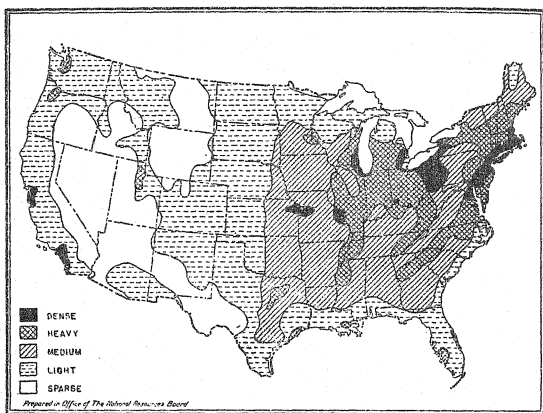 DENSE
HEAVY
MEDIUM
LIGHT
SPARSE
Prepared in Office of The National Resources Board